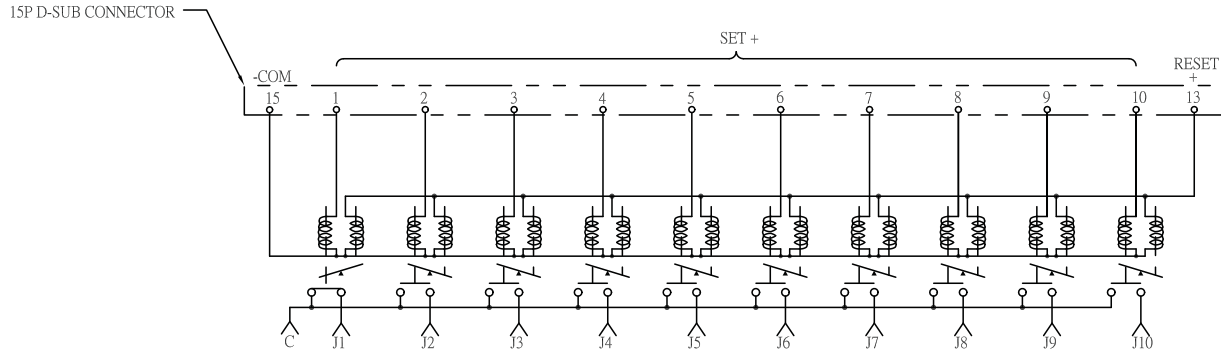 15P D-SUB CONNECTOR
SET +
-COM
RESET
+
15 1 2 3 4 5 6 7 8 9 10 13
C J1 J2 J3 J4 J5 J6 J7 J8 J9 J10